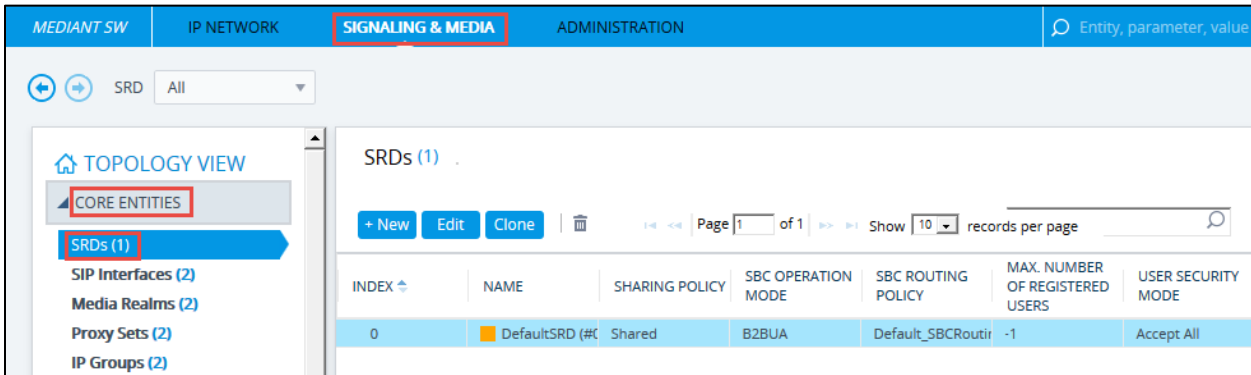 MEDIANT SW IP NETWORK SIGNALING & MEDIA ADMINISTRATION Entity, parameter, value
SRD All
TOPOLOGY VIEW
CORE ENTITIES
SRDs (1)
SIP Interfaces (2)
Media Realms (2)
Proxy Sets (2)
IP Groups (2)
SRDs (1) .
+ New Edit Clone Page 1 of 1 Show 10 records per page
INDEX NAME SHARING POLICY SBC OPERATION MODE SBC ROUTING POLICY MAX. NUMBER OF REGISTERED USERS USER SECURITY MODE
0 DefaultSRD (#0 Shared B2BUA Default_SBCRoutin -1 Accept All